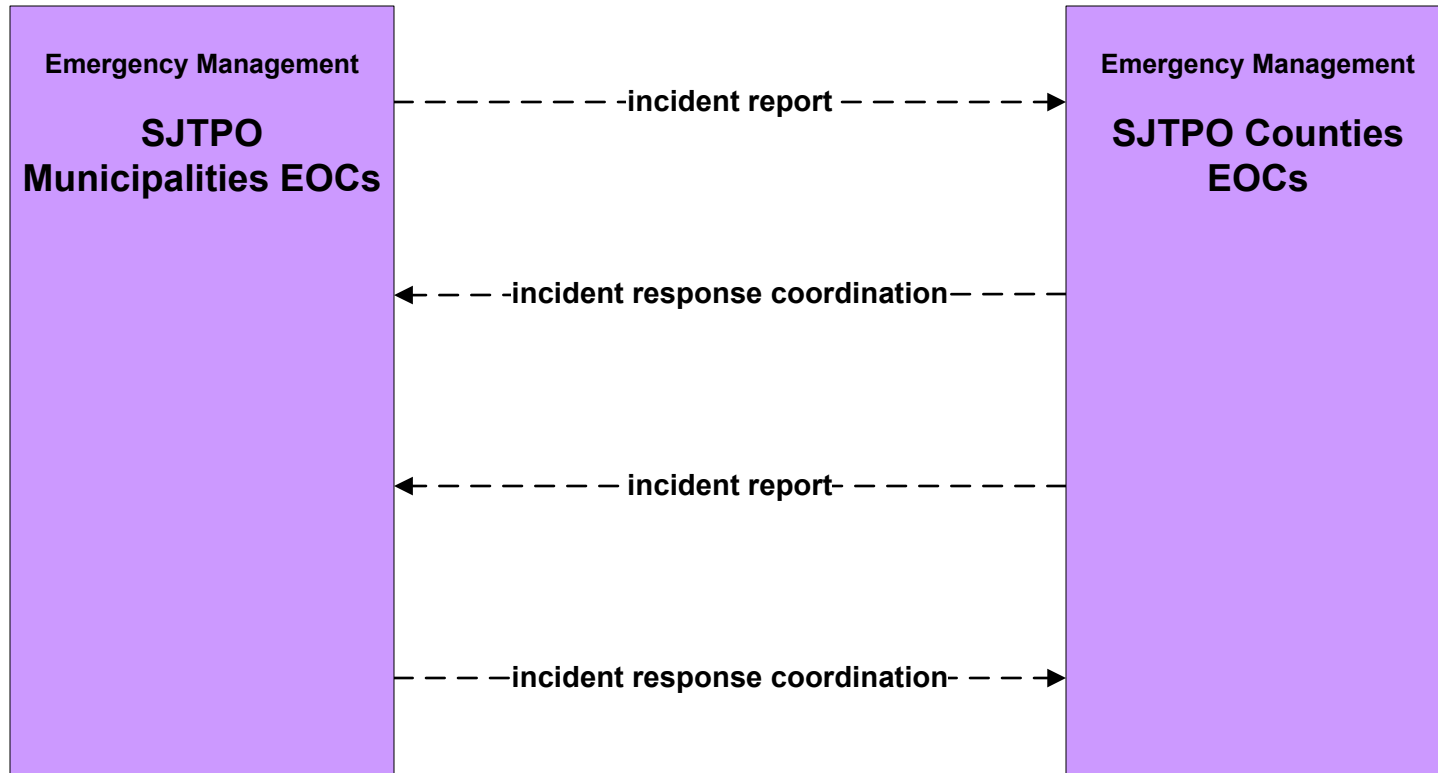 Emergency Management
SJTPO
Municipalities EOCs
Emergency Management
SJTPO Counties
EOCs
incident report
incident response coordination
incident report
incident response coordination